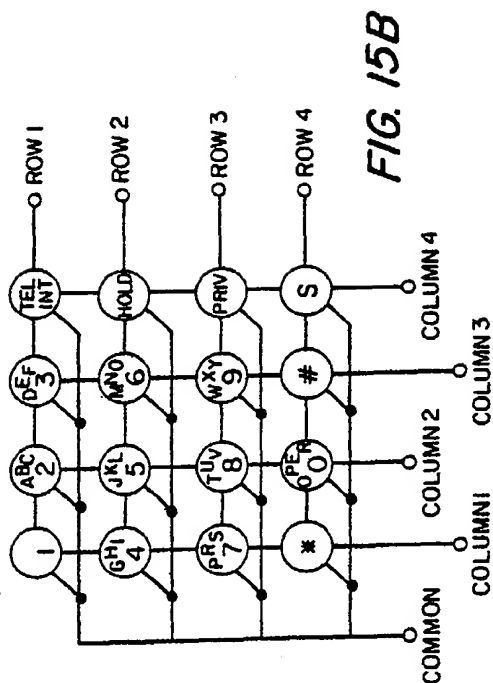 1
ABC 2
DEF 3
TEL INT
ROW 1
GHI 4
JKL 5
MNO 6
HOLD
ROW 2
PRS 7
TUV 8
WXY 9
PRIV
ROW 3
*
OPER 0
#
S
ROW 4
COMMON
COLUMN 1
COLUMN 2
COLUMN 3
COLUMN 4
FIG. 15B